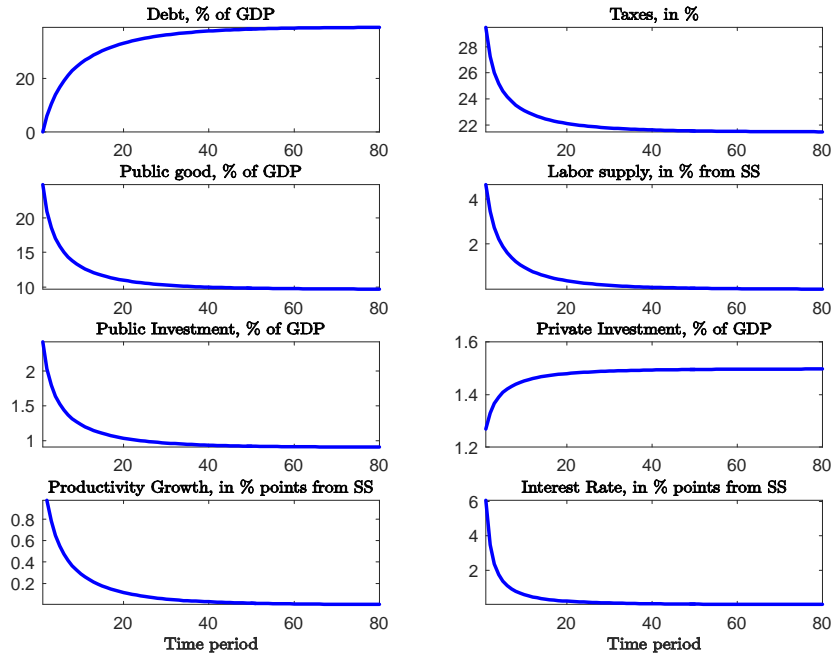 Debt, % of GDP
20
0
20 40 60 80
Taxes, in %
28
26
24
22
20 40 60 80
Public good, % of GDP
20
15
10
20 40 60 80
Labor supply, in % from SS
4
2
20 40 60 80
Public Investment, % of GDP
2
1.5
1
20 40 60 80
Private Investment, % of GDP
1.6
1.4
1.2
20 40 60 80
Productivity Growth, in % points from SS
0.8
0.6
0.4
0.2
20 40 60 80
Time period
Interest Rate, in % points from SS
6
4
2
20 40 60 80
Time period